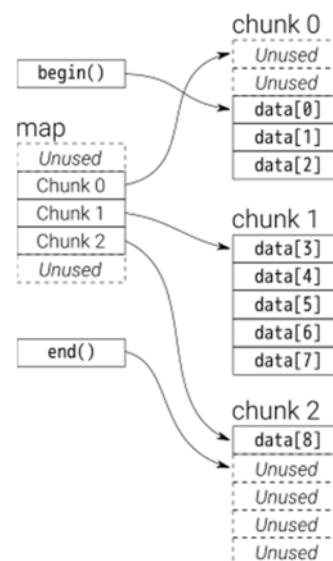 chunk 0
Unused
Unused
data[0]
data[1]
data[2]
begin()
map
Unused
Chunk 0
Chunk 1
Chunk 2
Unused
end()
chunk 1
data[3]
data[4]
data[5]
data[6]
data[7]
chunk 2
data[8]
Unused
Unused
Unused
Unused